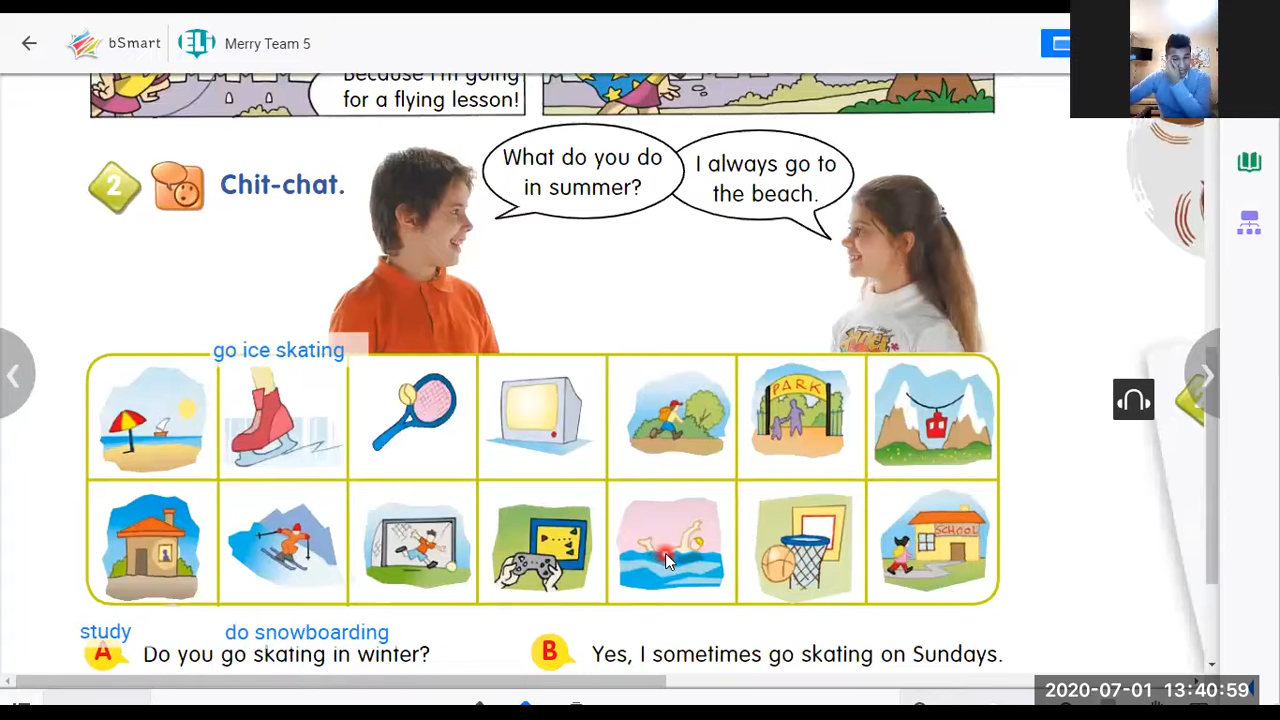 bSmart
ELi
Merry Team 5
Because I'm going
for a flying lesson!
2
Chit-chat.
What do you do
in summer?
I always go to
the beach.
go ice skating
PARK
SCHOOL
study
do snowboarding
A
Do you go skating in winter?
B
Yes, I sometimes go skating on Sundays.
2020-07-01 13:40:59